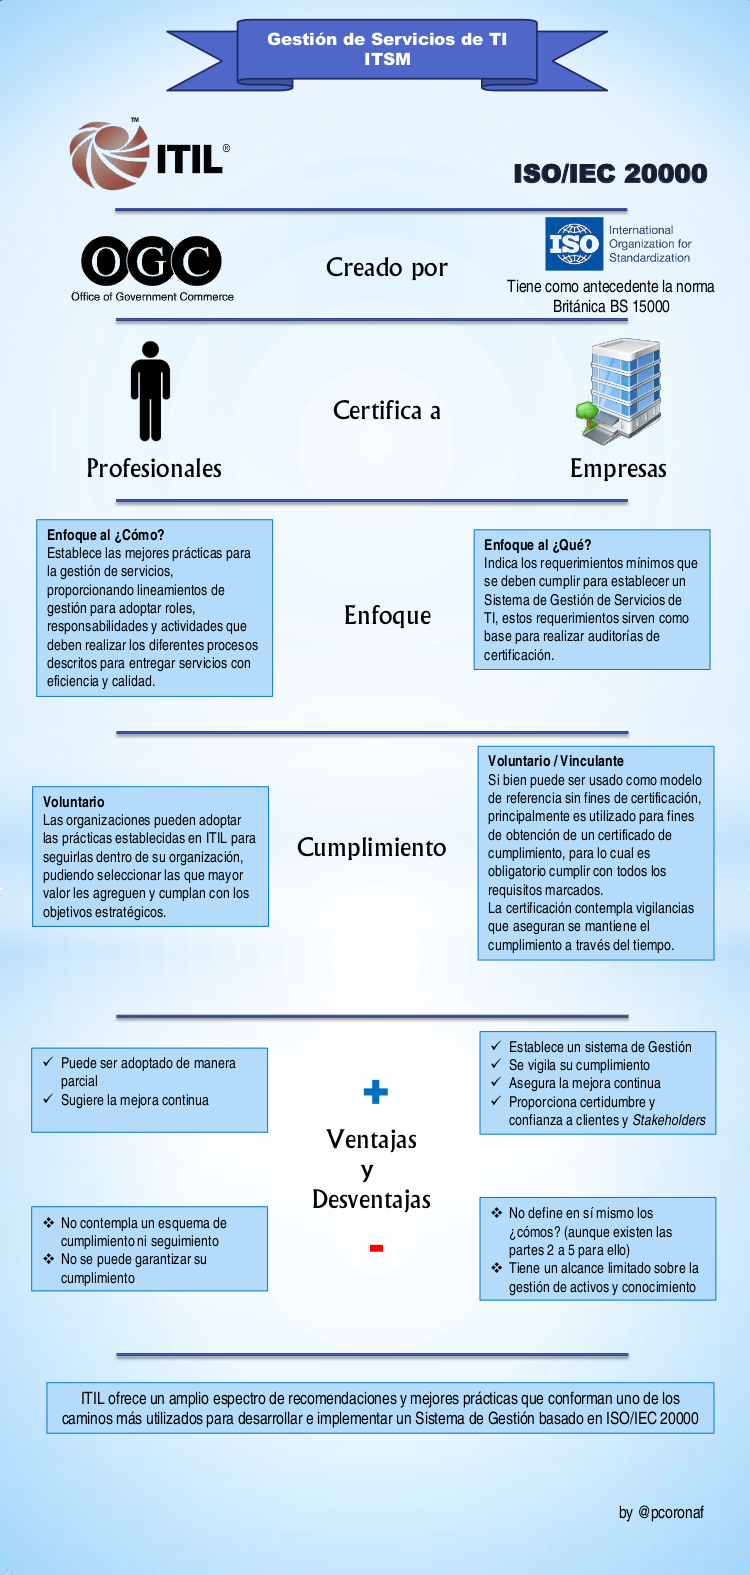 Gestión de Servicios de TI
ITSM
™
ITIL®
ISO/IEC 20000
OGC
Office of Government Commerce
Creado por
ISO
International
Organization for
Standardization
Tiene como antecedente la norma
Británica BS 15000
Profesionales
Certifica a
Empresas
Enfoque al ¿Cómo?
Establece las mejores prácticas para
la gestión de servicios,
proporcionando lineamientos de
gestión para adoptar roles,
responsabilidades y actividades que
deben realizar los diferentes procesos
descritos para entregar servicios con
eficiencia y calidad.
Enfoque
Enfoque al ¿Qué?
Indica los requerimientos mínimos que
se deben cumplir para establecer un
Sistema de Gestión de Servicios de
TI, estos requerimientos sirven como
base para realizar auditorías de
certificación.
Voluntario
Las organizaciones pueden adoptar
las prácticas establecidas en ITIL para
seguirlas dentro de su organización,
pudiendo seleccionar las que mayor
valor les agreguen y cumplan con los
objetivos estratégicos.
Cumplimiento
Voluntario / Vinculante
Si bien puede ser usado como modelo
de referencia sin fines de certificación,
principalmente es utilizado para fines
de obtención de un certificado de
cumplimiento, para lo cual es
obligatorio cumplir con todos los
requisitos marcados.
La certificación contempla vigilancias
que aseguran se mantiene el
cumplimiento a través del tiempo.
✓ Puede ser adoptado de manera
parcial
✓ Sugiere la mejora continua
+
Ventajas
y
Desventajas
-
✓ Establece un sistema de Gestión
✓ Se vigila su cumplimiento
✓ Asegura la mejora continua
✓ Proporciona certidumbre y
confianza a clientes y Stakeholders
❖ No contempla un esquema de
cumplimiento ni seguimiento
❖ No se puede garantizar su
cumplimiento
❖ No define en sí mismo los
¿cómos? (aunque existen las
partes 2 a 5 para ello)
❖ Tiene un alcance limitado sobre la
gestión de activos y conocimiento
ITIL ofrece un amplio espectro de recomendaciones y mejores prácticas que conforman uno de los
caminos más utilizados para desarrollar e implementar un Sistema de Gestión basado en ISO/IEC 20000
by @pcoronaf